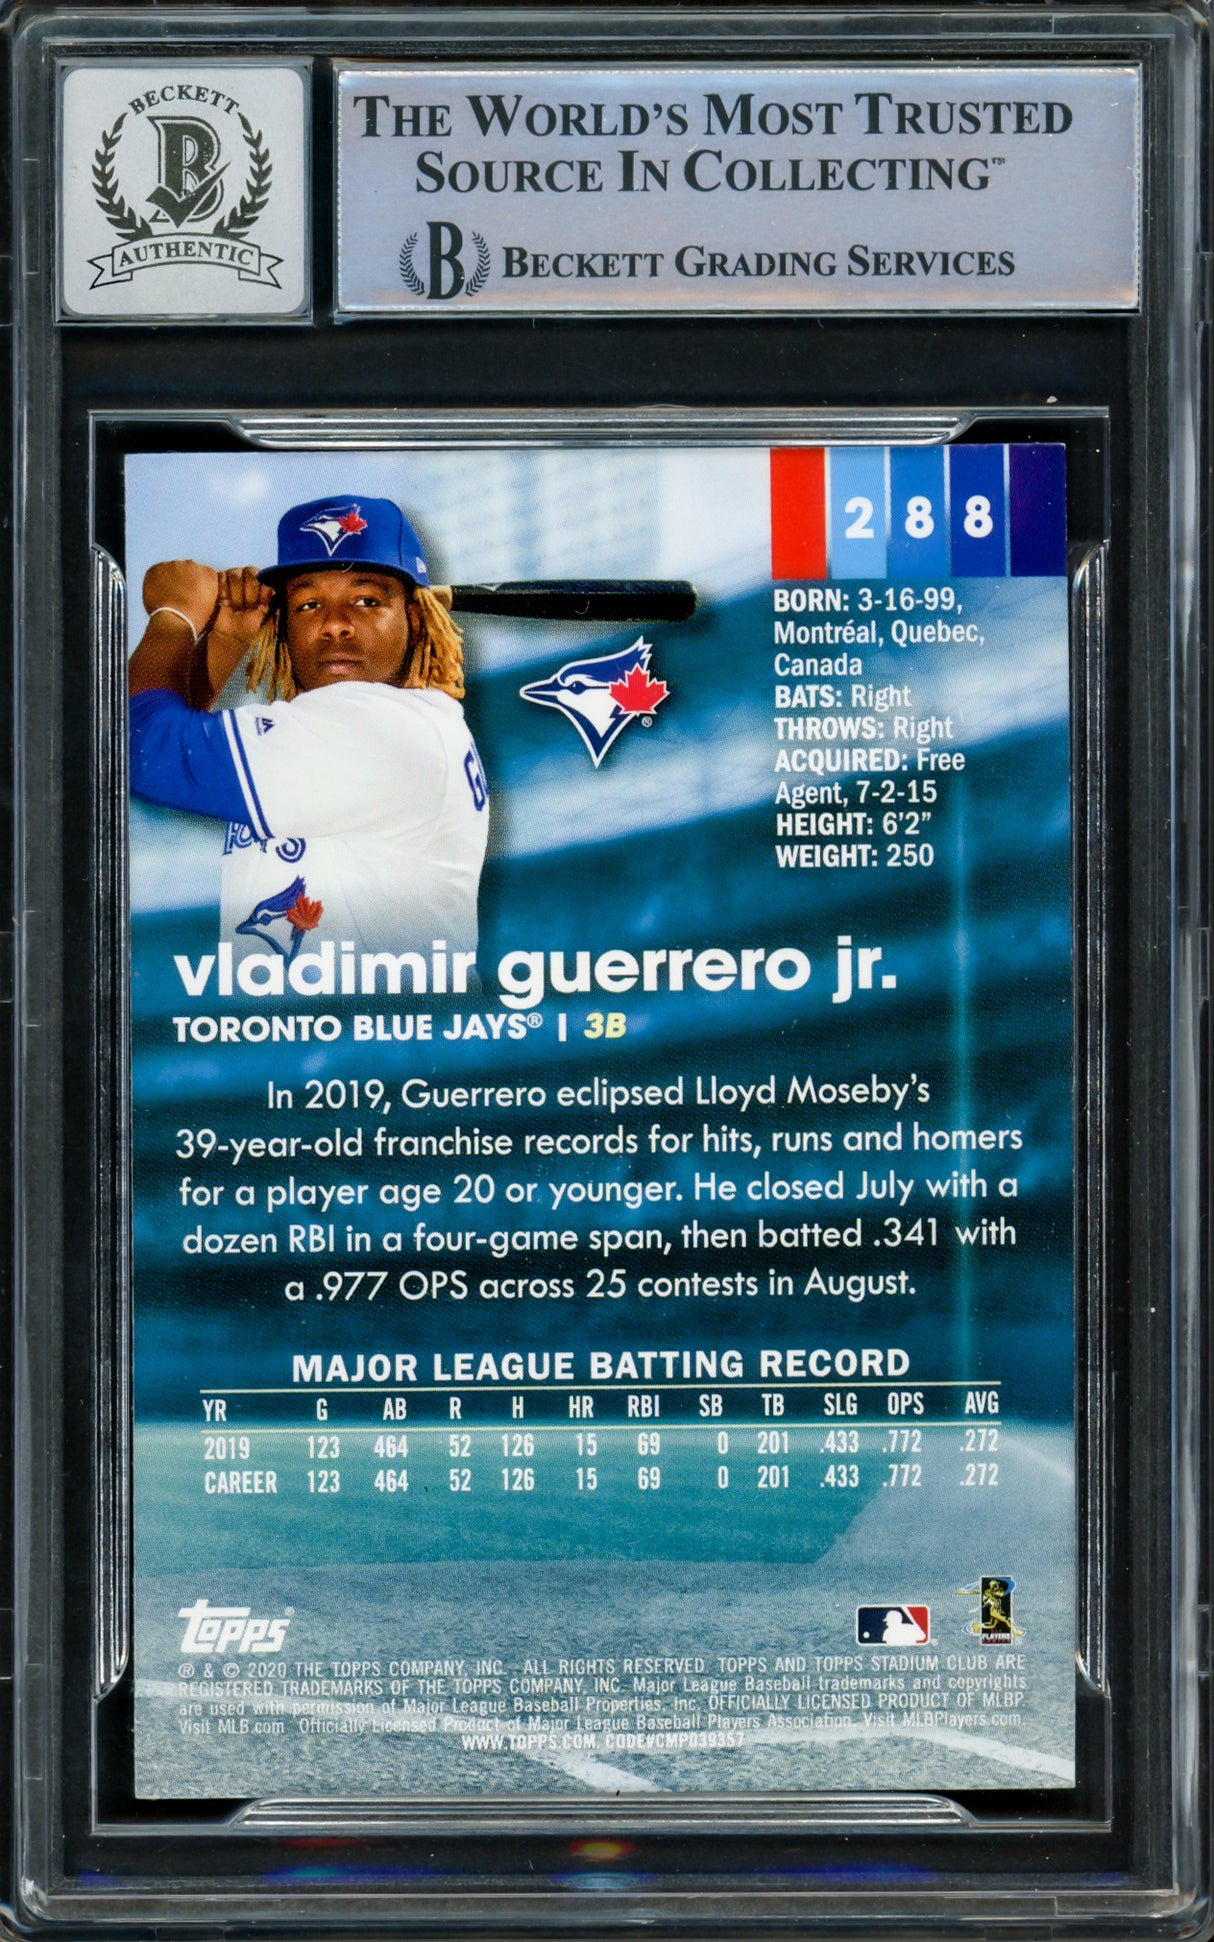 BECKETT
B
AUTHENTIC
THE WORLD'S MOST TRUSTED
SOURCE IN COLLECTING™
B BECKETT GRADING SERVICES
288
BORN: 3-16-99,
Montréal, Quebec,
Canada
BATS: Right
THROWS: Right
ACQUIRED: Free
Agent, 7-2-15
HEIGHT: 6'2"
WEIGHT: 250
vladimir guerrero jr.
TORONTO BLUE JAYS® | 3B
In 2019, Guerrero eclipsed Lloyd Moseby's
39-year-old franchise records for hits, runs and homers
for a player age 20 or younger. He closed July with a
dozen RBI in a four-game span, then batted .341 with
a .977 OPS across 25 contests in August.
MAJOR LEAGUE BATTING RECORD
YR G AB R H HR RBI SB TB SLG OPS AVG
2019 123 464 52 126 15 69 0 201 .433 .772 .272
CAREER 123 464 52 126 15 69 0 201 .433 .772 .272
Topps®
PLAYERS
® & © 2020 THE TOPPS COMPANY, INC. ALL RIGHTS RESERVED. TOPPS AND TOPPS STADIUM CLUB ARE
REGISTERED TRADEMARKS OF THE TOPPS COMPANY, INC. Major League Baseball trademarks and copyrights
are used with permission of Major League Baseball Properties, Inc. OFFICIALLY LICENSED PRODUCT OF MLBP.
Visit MLB.com Officially Licensed Product of Major League Baseball Players Association. Visit MLBPlayers.com.
WWW.TOPPS.COM. CODE#CMP039357